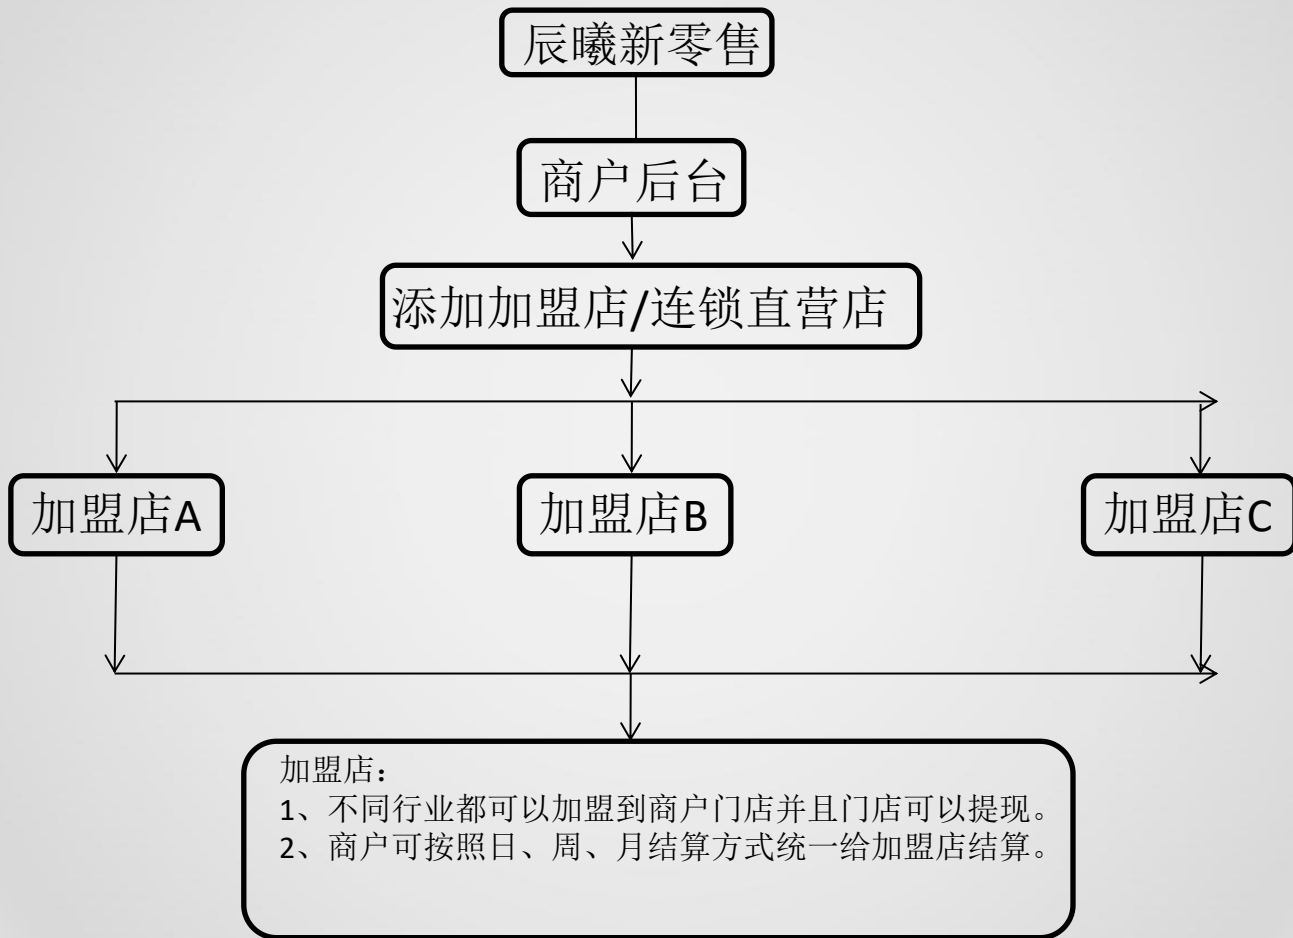 辰曦新零售
商户后台
添加加盟店/连锁直营店
加盟店A
加盟店B
加盟店C
加盟店：
1、不同行业都可以加盟到商户门店并且门店可以提现。
2、商户可按照日、周、月结算方式统一给加盟店结算。